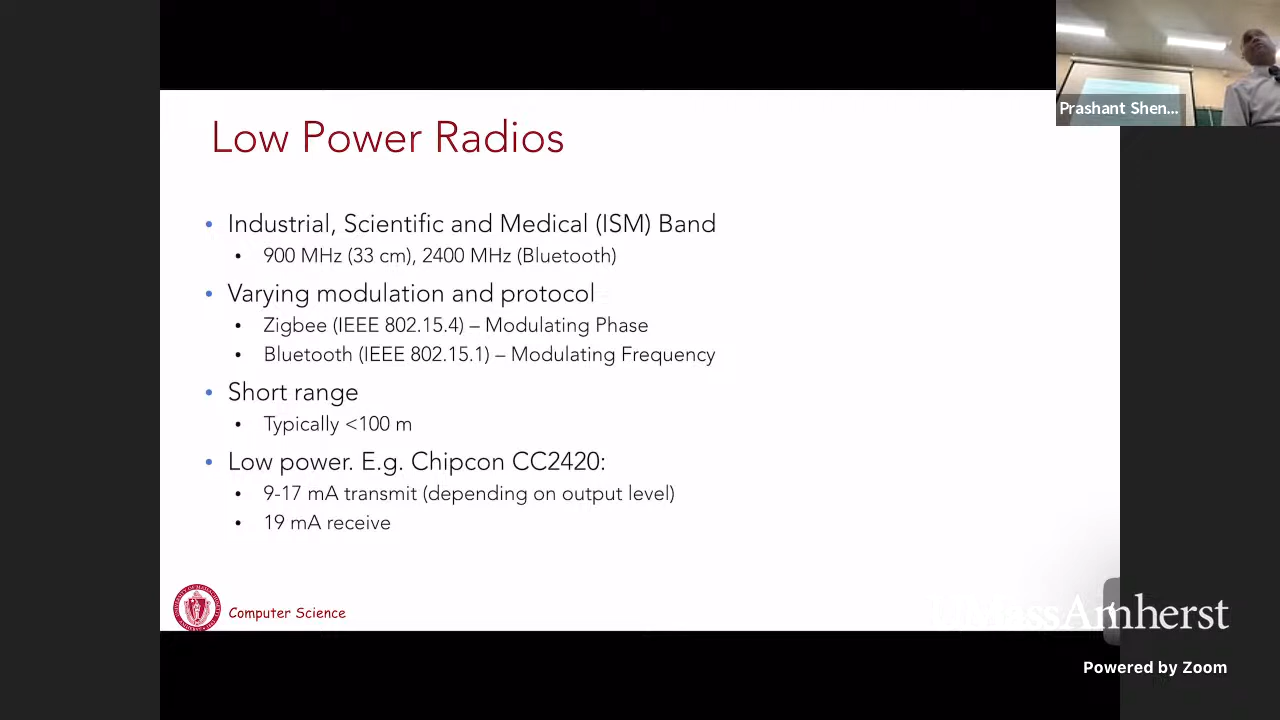 Prashant Shen...
Low Power Radios
• Industrial, Scientific and Medical (ISM) Band
• 900 MHz (33 cm), 2400 MHz (Bluetooth)
• Varying modulation and protocol
• Zigbee (IEEE 802.15.4) – Modulating Phase
• Bluetooth (IEEE 802.15.1) – Modulating Frequency
• Short range
• Typically <100 m
• Low power. E.g. Chipcon CC2420:
• 9-17 mA transmit (depending on output level)
• 19 mA receive
Computer Science
UMassAmherst
Powered by Zoom